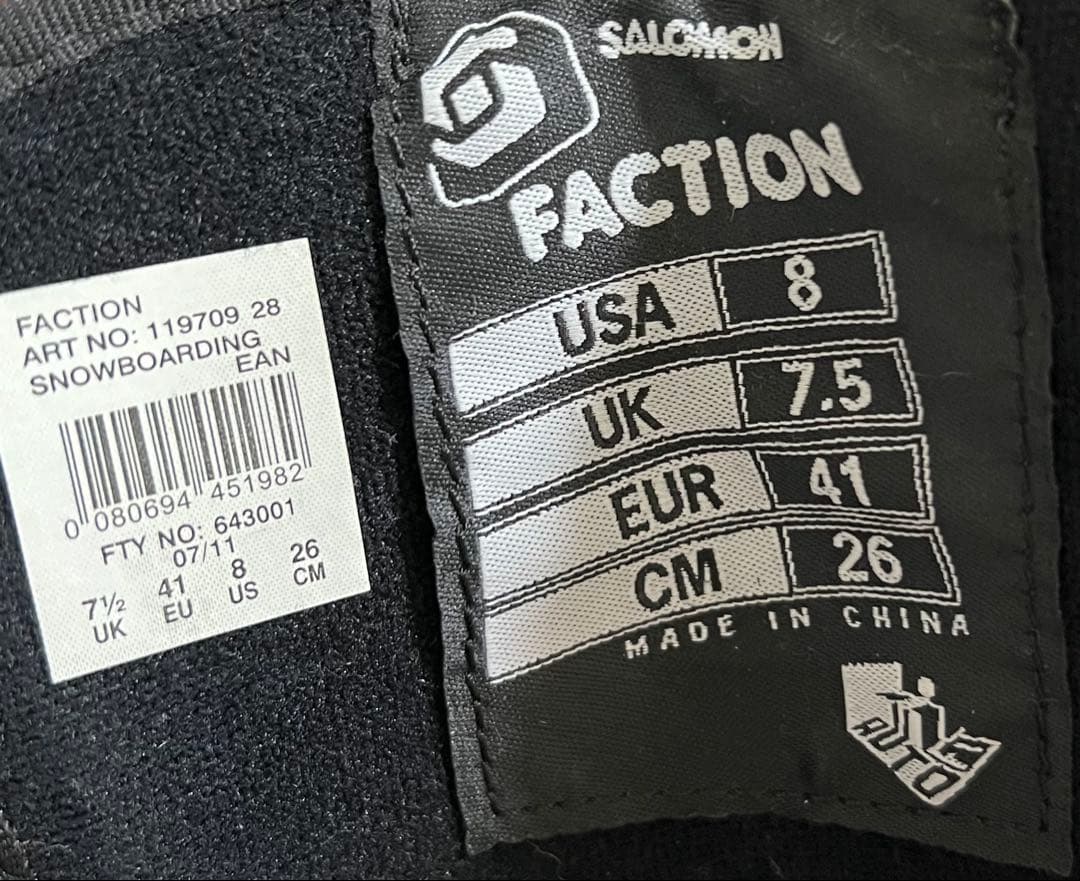 FACTION
ART NO: 119709 28
SNOWBOARDING
EAN
0 080694 451982
FTY NO: 643001
07/11
7½ 41 8 26
UK EU US CM
SALOMON
FACTION
USA 8
UK 7.5
EUR 41
CM 26
MADE IN CHINA
AUTO
FIT